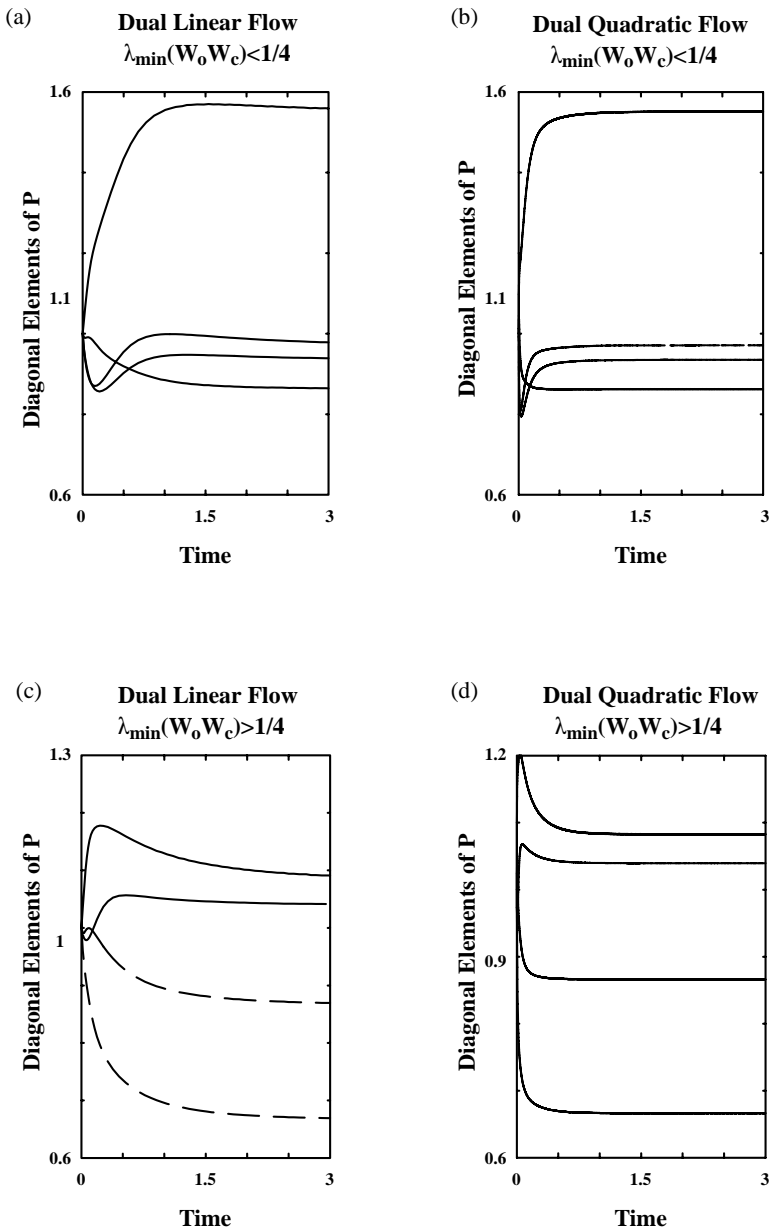 (a)
Dual Linear Flow
λmin(WoWc)<1/4
1.6
1.1
0.6
Diagonal Elements of P
0
1.5
3
Time
(b)
Dual Quadratic Flow
λmin(WoWc)<1/4
1.6
1.1
0.6
Diagonal Elements of P
0
1.5
3
Time
(c)
Dual Linear Flow
λmin(WoWc)>1/4
1.3
1
0.6
Diagonal Elements of P
0
1.5
3
Time
(d)
Dual Quadratic Flow
λmin(WoWc)>1/4
1.2
0.9
0.6
Diagonal Elements of P
0
1.5
3
Time